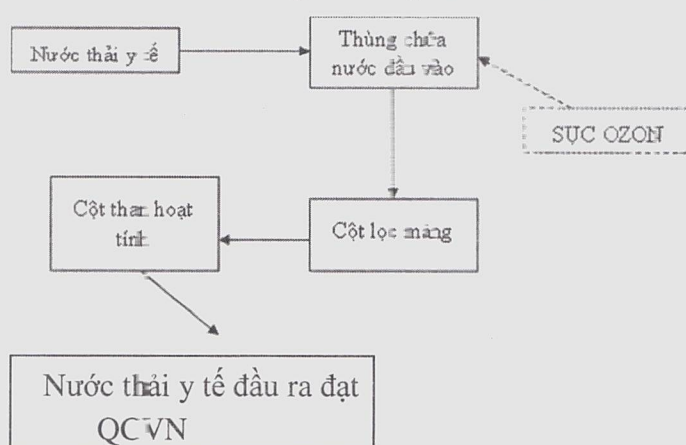 Nước thải y tế
Thùng chứa
nước đầu vào
SỤC OZON
Cột than hoạt
tính
Cột lọc màng
Nước thải y tế đầu ra đạt
QCVN